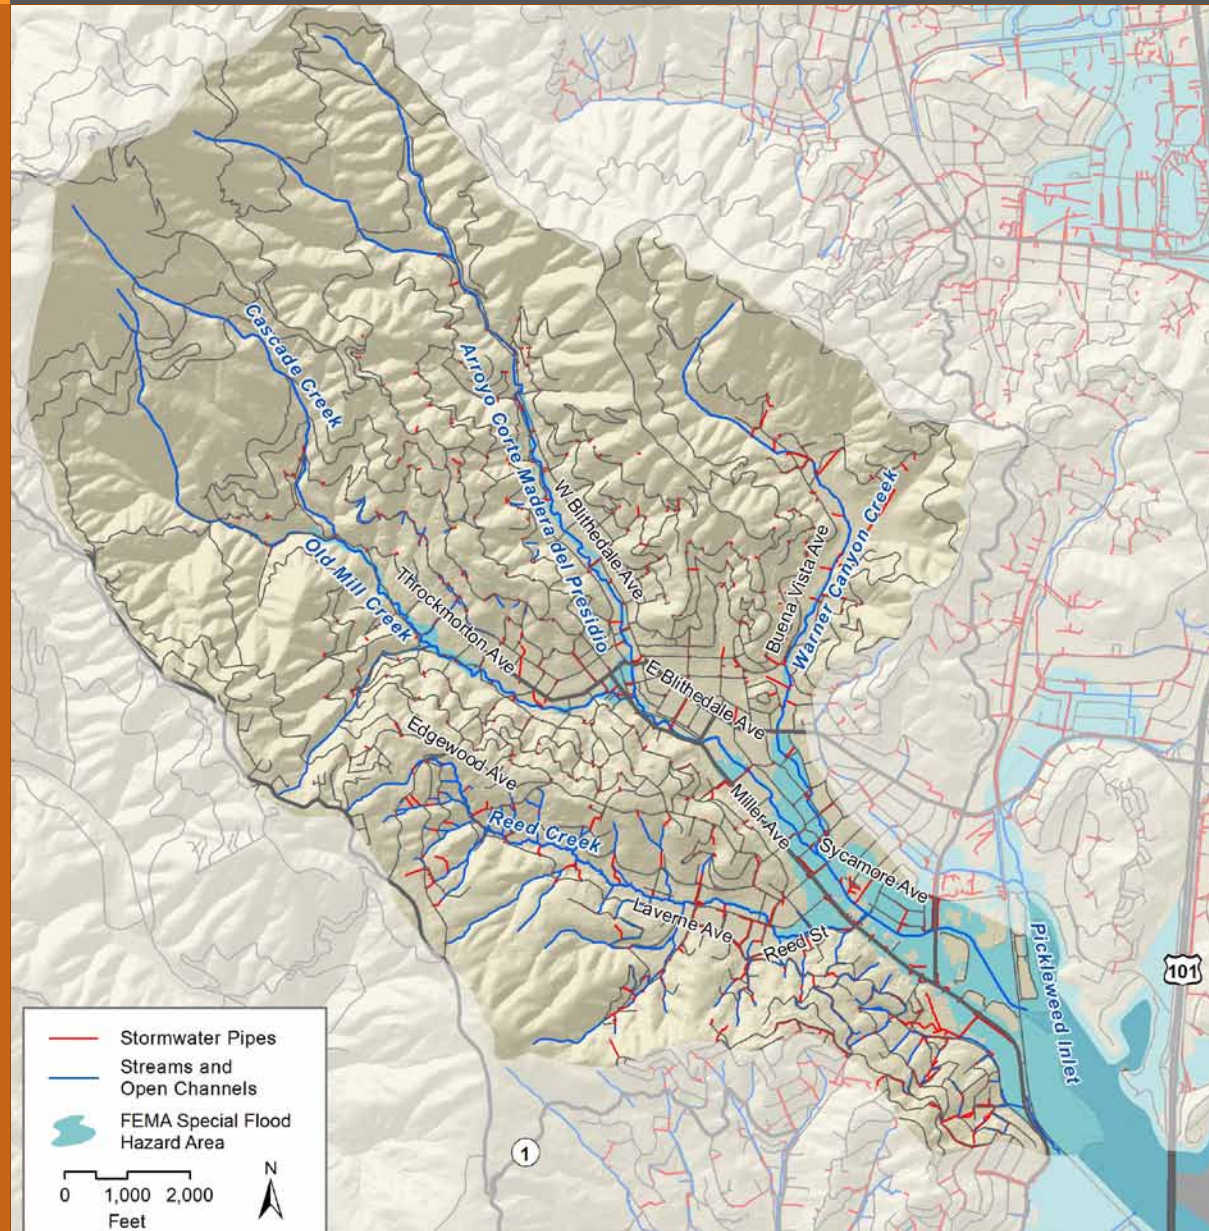 Cascade Creek
Arroyo Corte Madera del Presidio
W Blithedale Ave
Buena Vista Ave
Warner Canyon Creek
Old Mill Creek
Throckmorton Ave
E Blithedale Ave
Edgewood Ave
Reed Creek
Miller Ave
Sycamore Ave
Laverne Ave
Reed St
Pickleweed Inlet
101
1
Stormwater Pipes
Streams and
Open Channels
FEMA Special Flood
Hazard Area
0 1,000 2,000
Feet
N